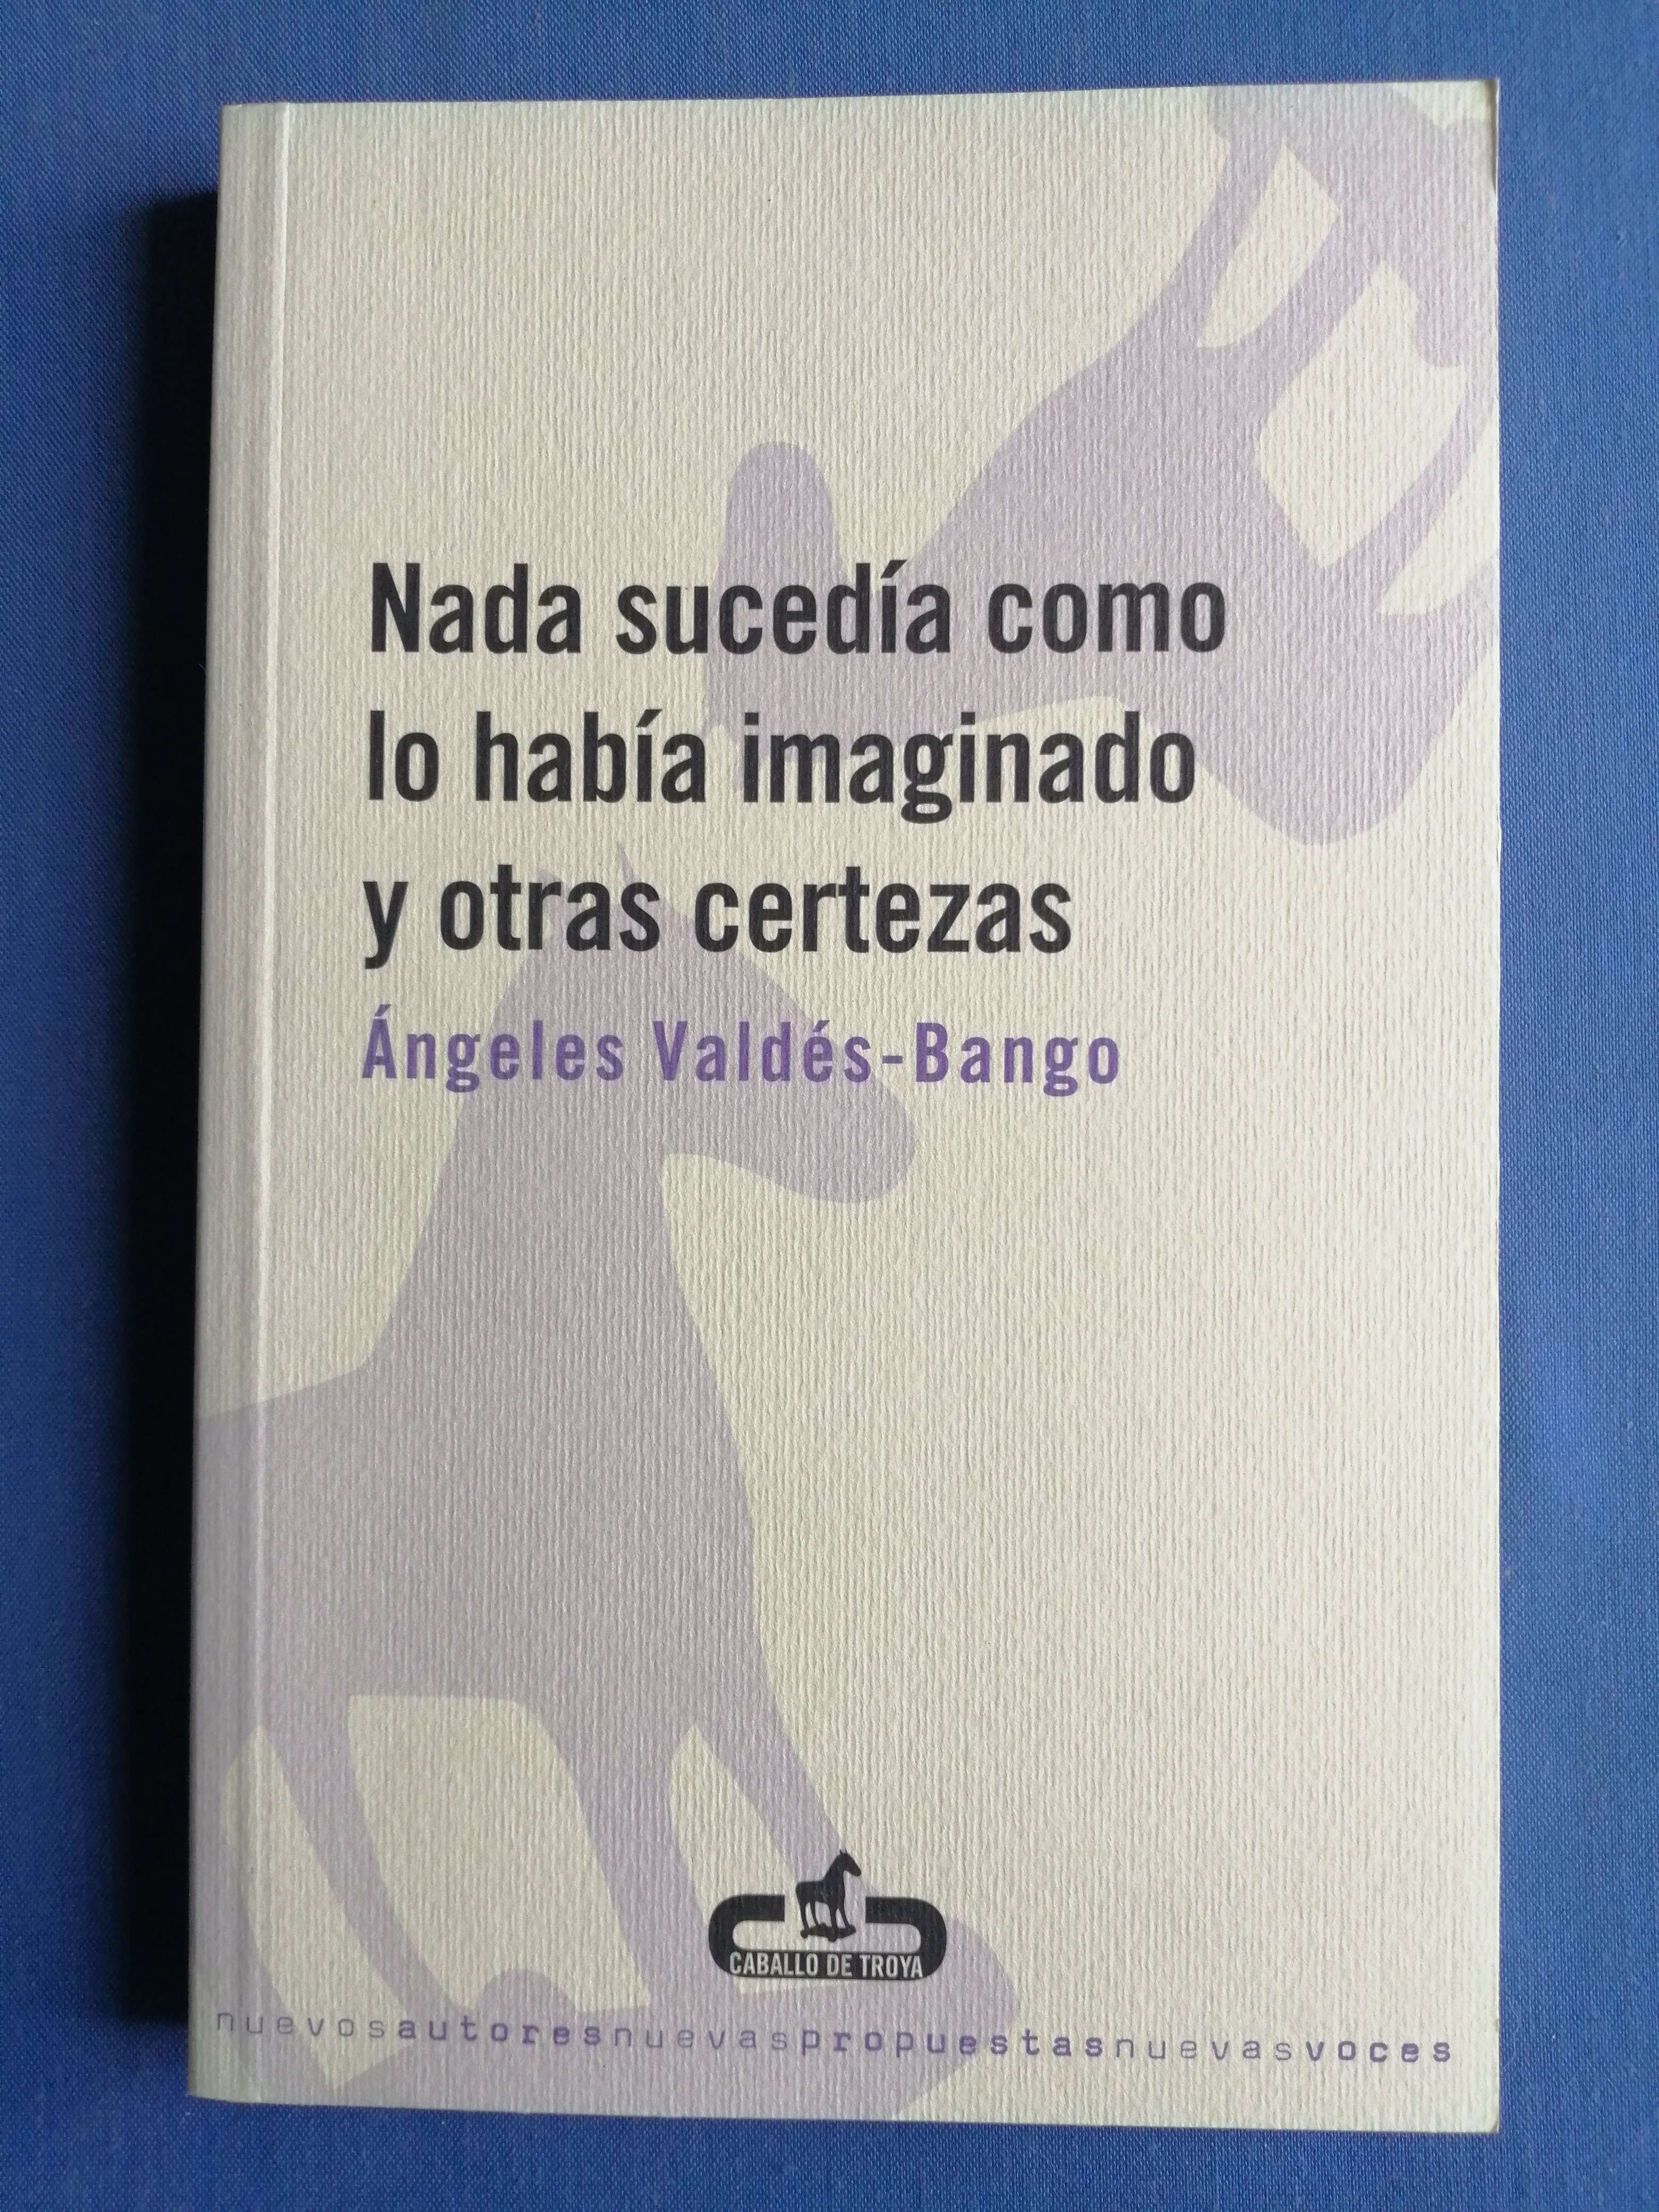 Nada sucedía como
lo había imaginado
y otras certezas
Ángeles Valdés-Bango
CABALLO DE TROYA
nuevosautoresnuevaspropuestasnuevasvoces